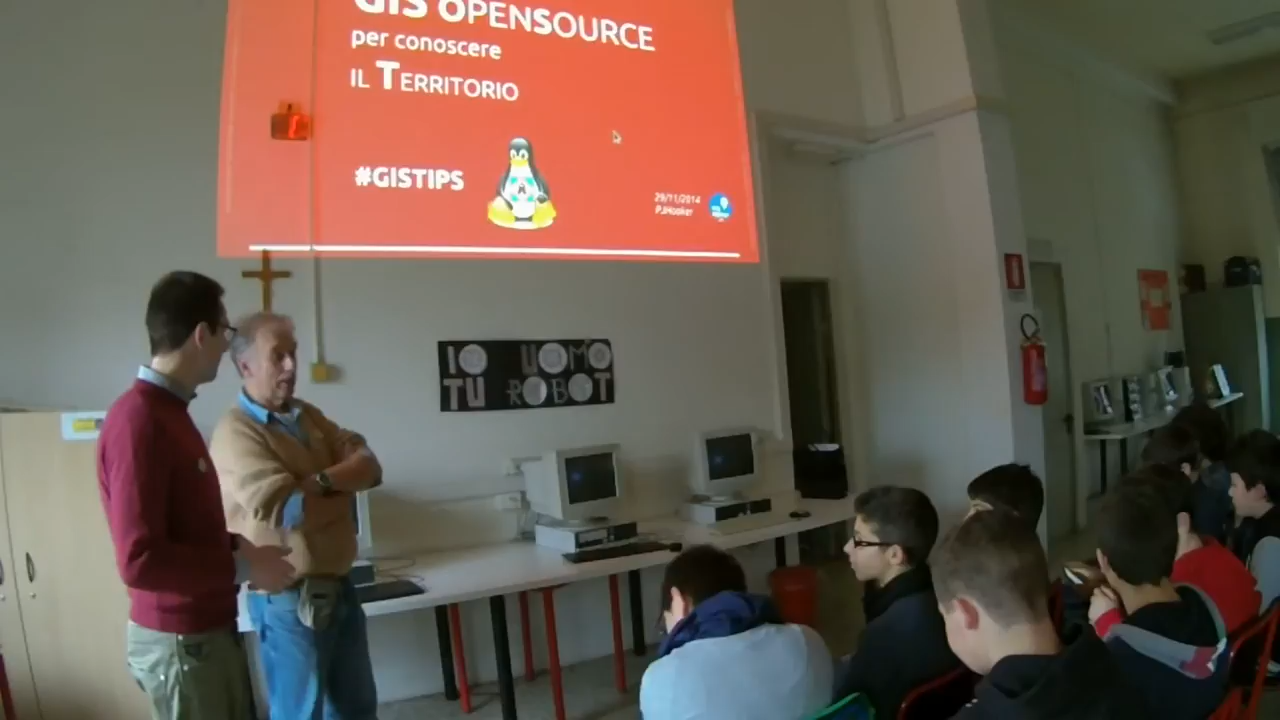 GIS OPENSOURCE
per conoscere
IL TERRITORIO
#GISTIPS
29/11/2014
PJHooker
IO UOMO
TU ROBOT